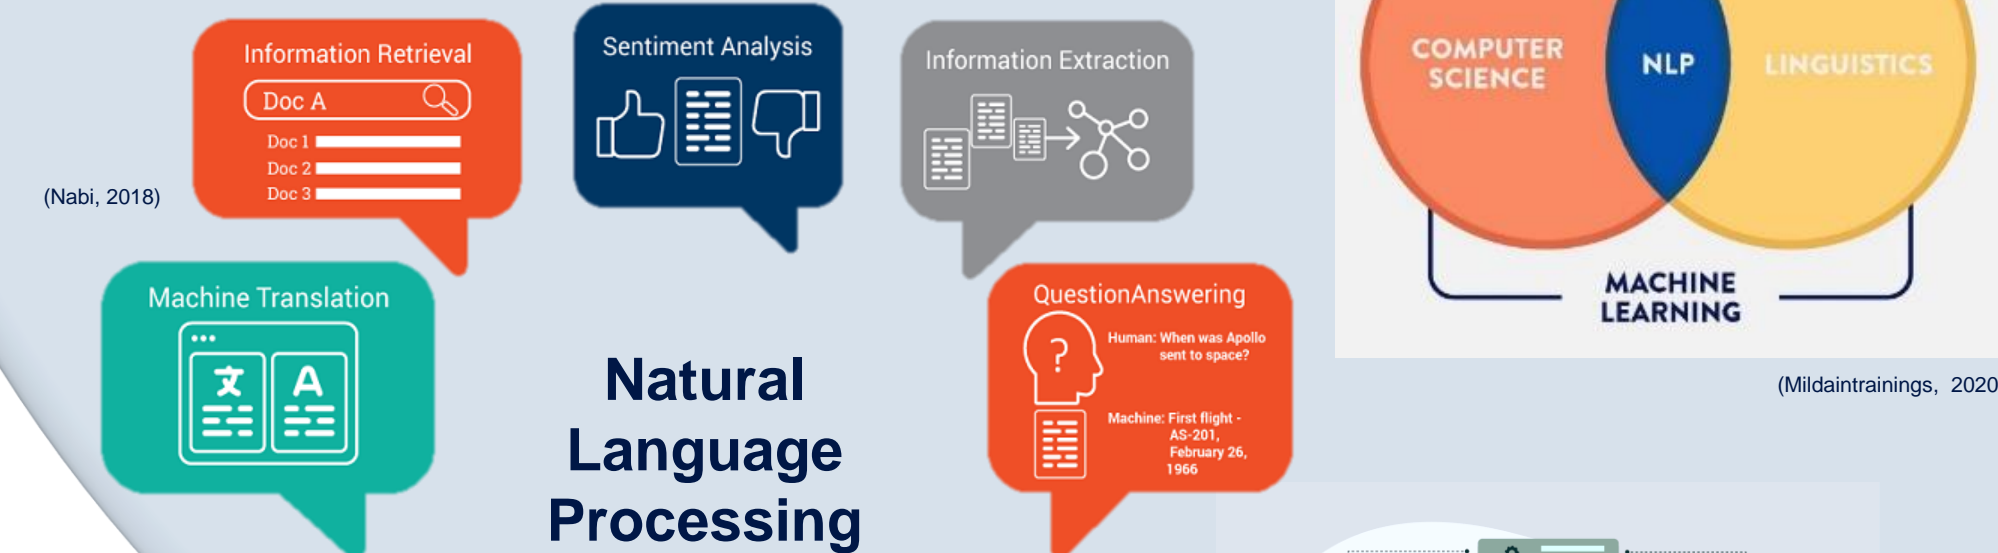 Information Retrieval
Doc A
Doc 1
Doc 2
Doc 3
(Nabi, 2018)
Sentiment Analysis
Information Extraction
Machine Translation
文 A
Natural
Language
Processing
QuestionAnswering
?
Human: When was Apollo
sent to space?
Machine: First flight -
AS-201,
February 26,
1966
COMPUTER
SCIENCE
NLP
LINGUISTICS
MACHINE
LEARNING
(Mildaintrainings, 2020